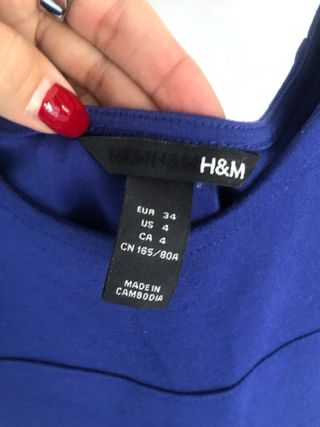 H&M H&M H&M
EUR 34
US 4
CA 4
CN 165/80A
MADE IN
CAMBODIA